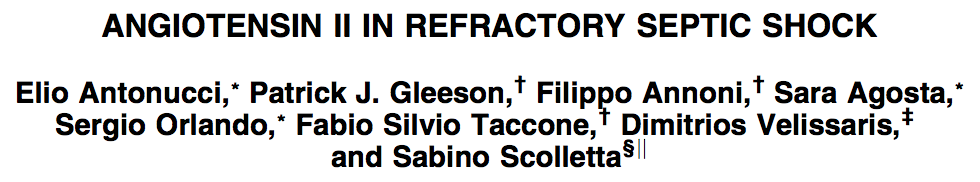 ANGIOTENSIN II IN REFRACTORY SEPTIC SHOCK
Elio Antonucci,* Patrick J. Gleeson,† Filippo Annoni,† Sara Agosta,*
Sergio Orlando,* Fabio Silvio Taccone,† Dimitrios Velissaris,‡
and Sabino Scolletta§||